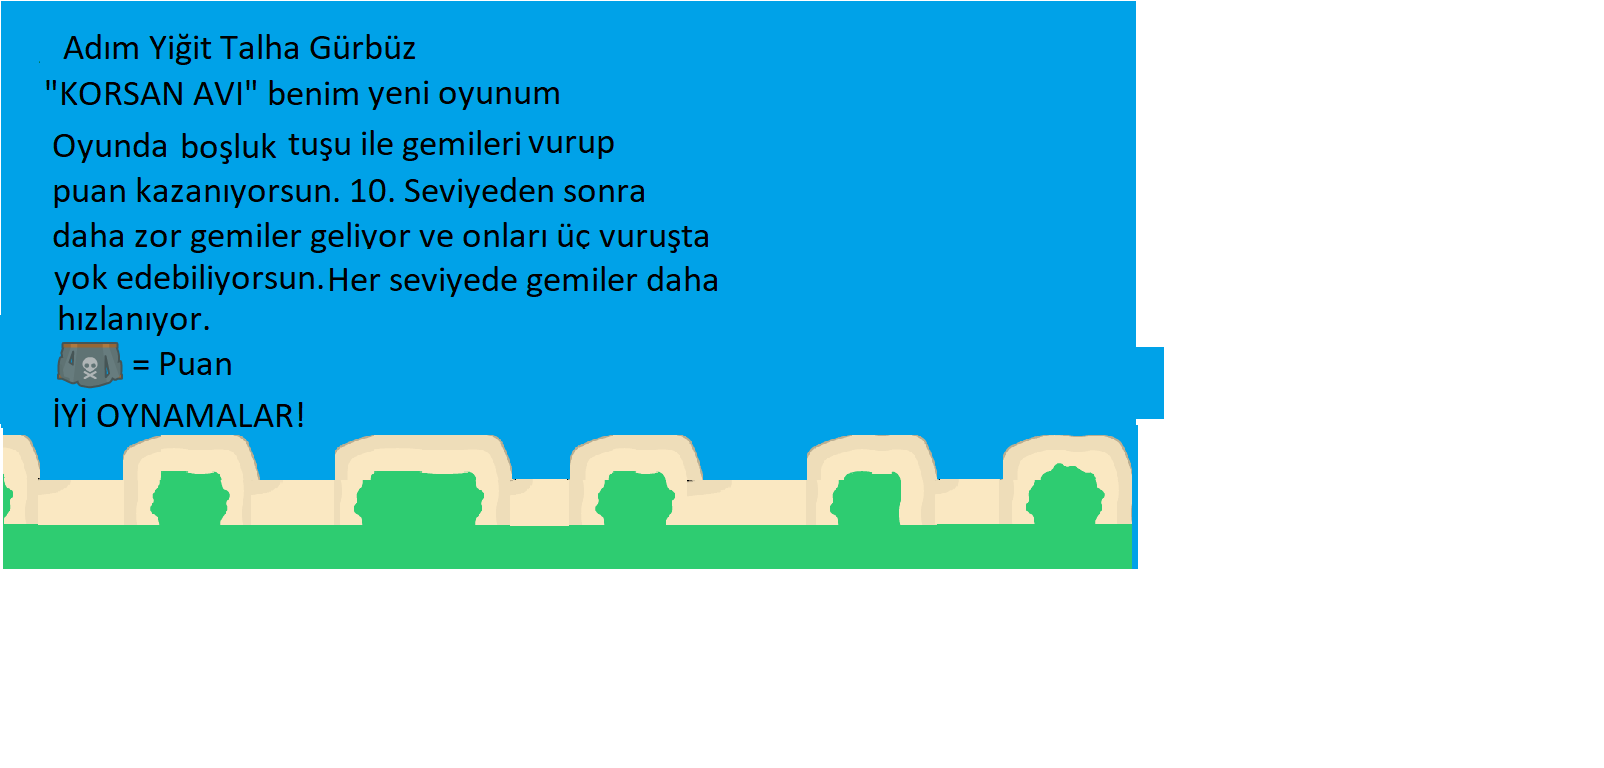 Adım Yiğit Talha Gürbüz
"KORSAN AVI" benim yeni oyunum
Oyunda boşluk tuşu ile gemileri vurup
puan kazanıyorsun. 10. Seviyeden sonra
daha zor gemiler geliyor ve onları üç vuruşta
yok edebiliyorsun. Her seviyede gemiler daha
hızlanıyor.
= Puan
İYİ OYNAMALAR!